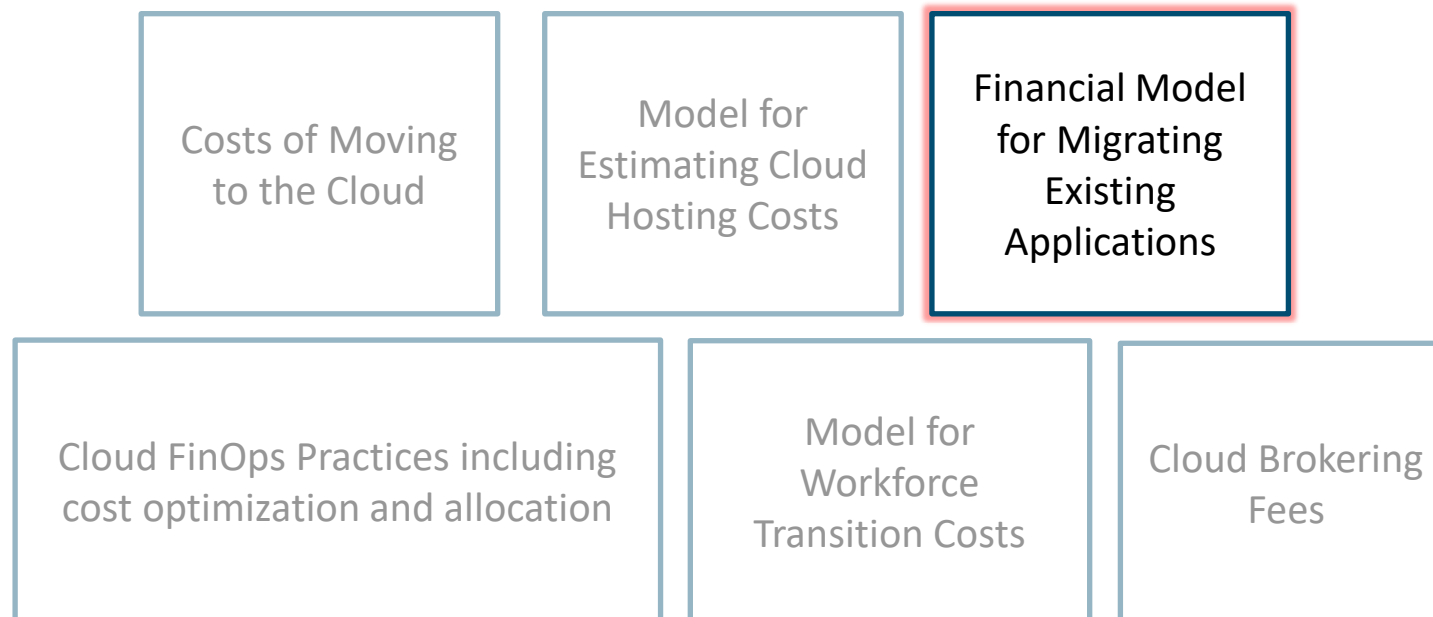 Costs of Moving
to the Cloud
Model for
Estimating Cloud
Hosting Costs
Financial Model
for Migrating
Existing
Applications
Cloud FinOps Practices including
cost optimization and allocation
Model for
Workforce
Transition Costs
Cloud Brokering
Fees